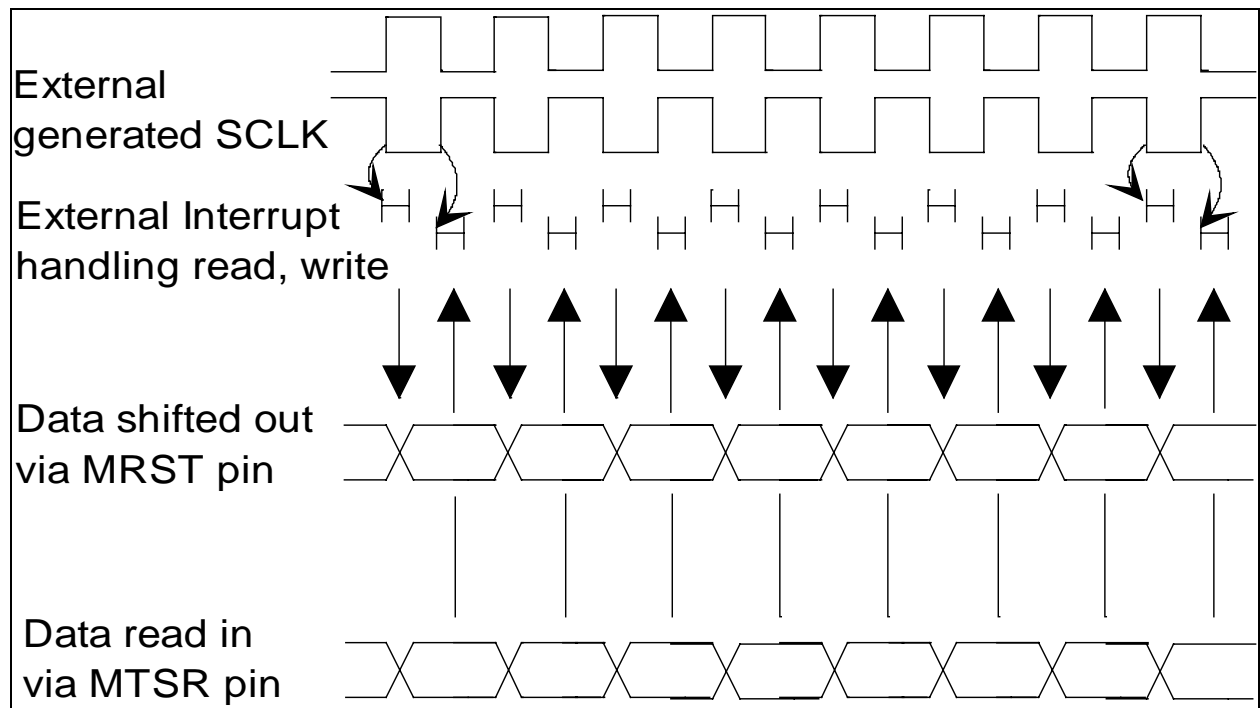 External
generated SCLK
External Interrupt
handling read, write
Data shifted out
via MRST pin
Data read in
via MTSR pin